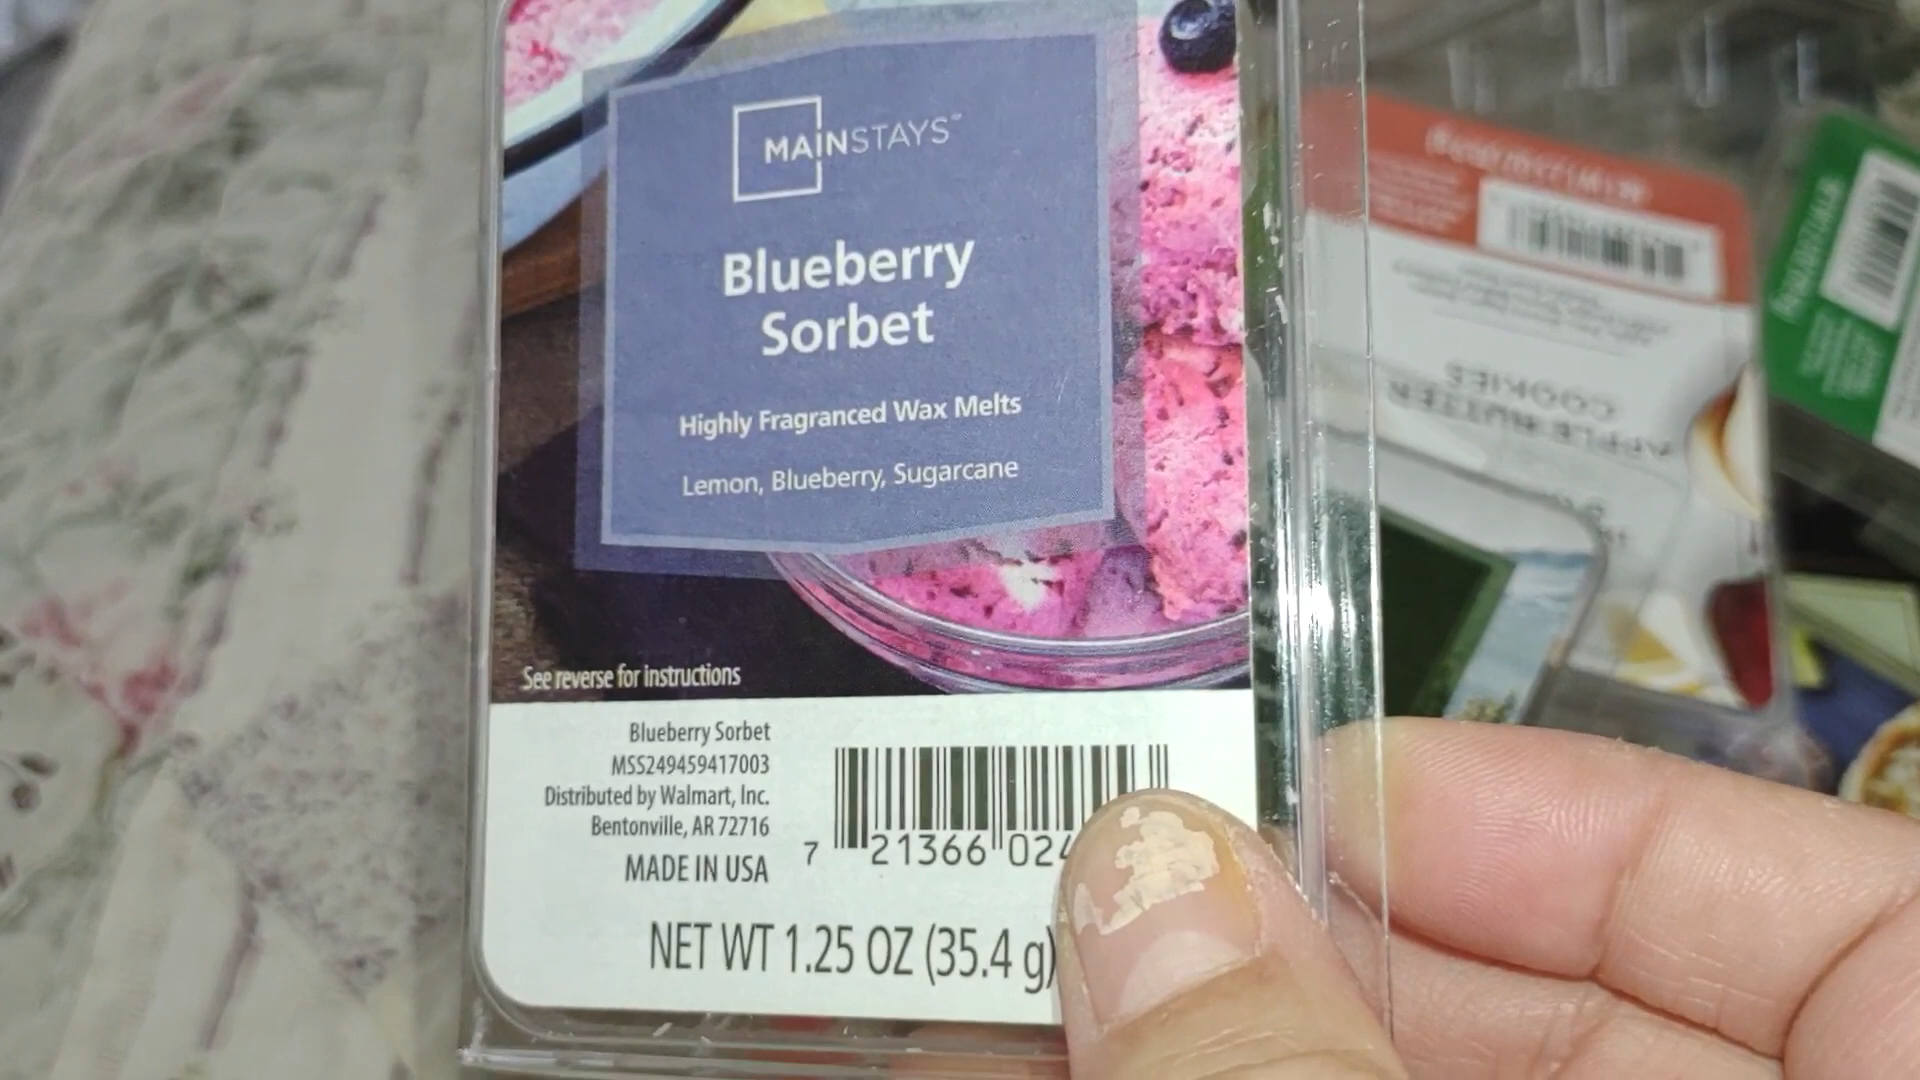 MAINSTAYS™
Blueberry
Sorbet
Highly Fragranced Wax Melts
Lemon, Blueberry, Sugarcane
See reverse for instructions
Blueberry Sorbet
MSS249459417003
Distributed by Walmart, Inc.
Bentonville, AR 72716
MADE IN USA
7 21366 024
NET WT 1.25 OZ (35.4 g)
APPLE BUTTER
COOKIES